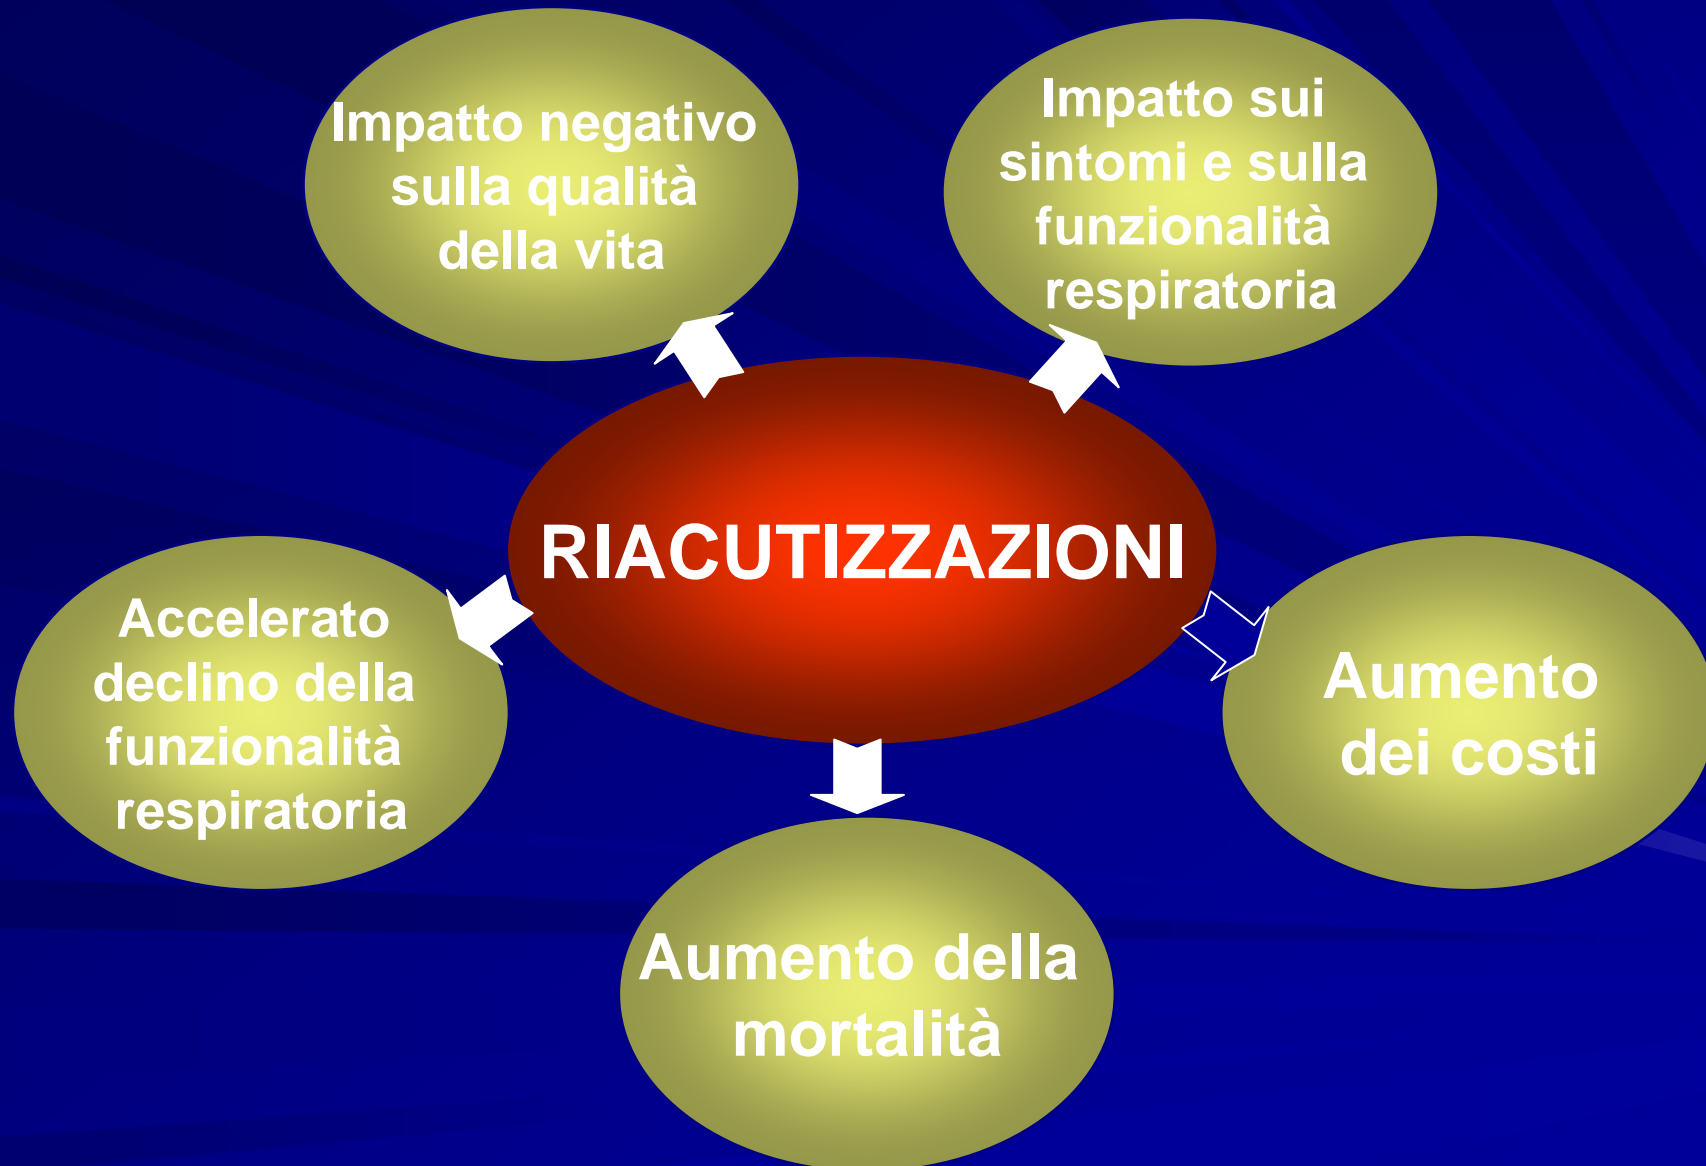 Impatto negativo
sulla qualità
della vita
Impatto sui
sintomi e sulla
funzionalità
respiratoria
RIACUTIZZAZIONI
Accelerato
declino della
funzionalità
respiratoria
Aumento
dei costi
Aumento della
mortalità